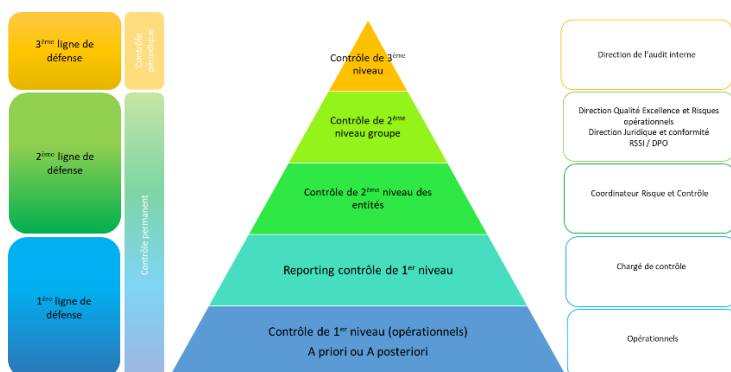 3ème ligne de
défense
Contrôle
périodique
2ème ligne de
défense
Contrôle permanent
1ère ligne de
défense
Contrôle de 3ème
niveau
Contrôle de 2ème
niveau groupe
Contrôle de 2ème niveau des
entités
Reporting contrôle de 1er niveau
Contrôle de 1er niveau (opérationnels)
A priori ou A posteriori
Direction de l'audit interne
Direction Qualité Excellence et Risques
opérationnels
Direction Juridique et conformité
RSSI / DPO
Coordinateur Risque et Contrôle
Chargé de contrôle
Opérationnels